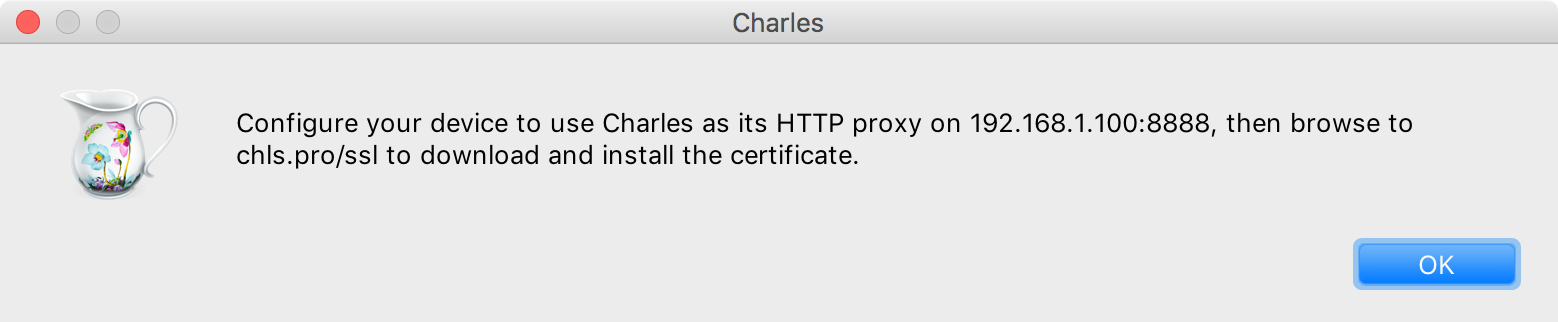 Charles
Configure your device to use Charles as its HTTP proxy on 192.168.1.100:8888, then browse to
chls.pro/ssl to download and install the certificate.
OK